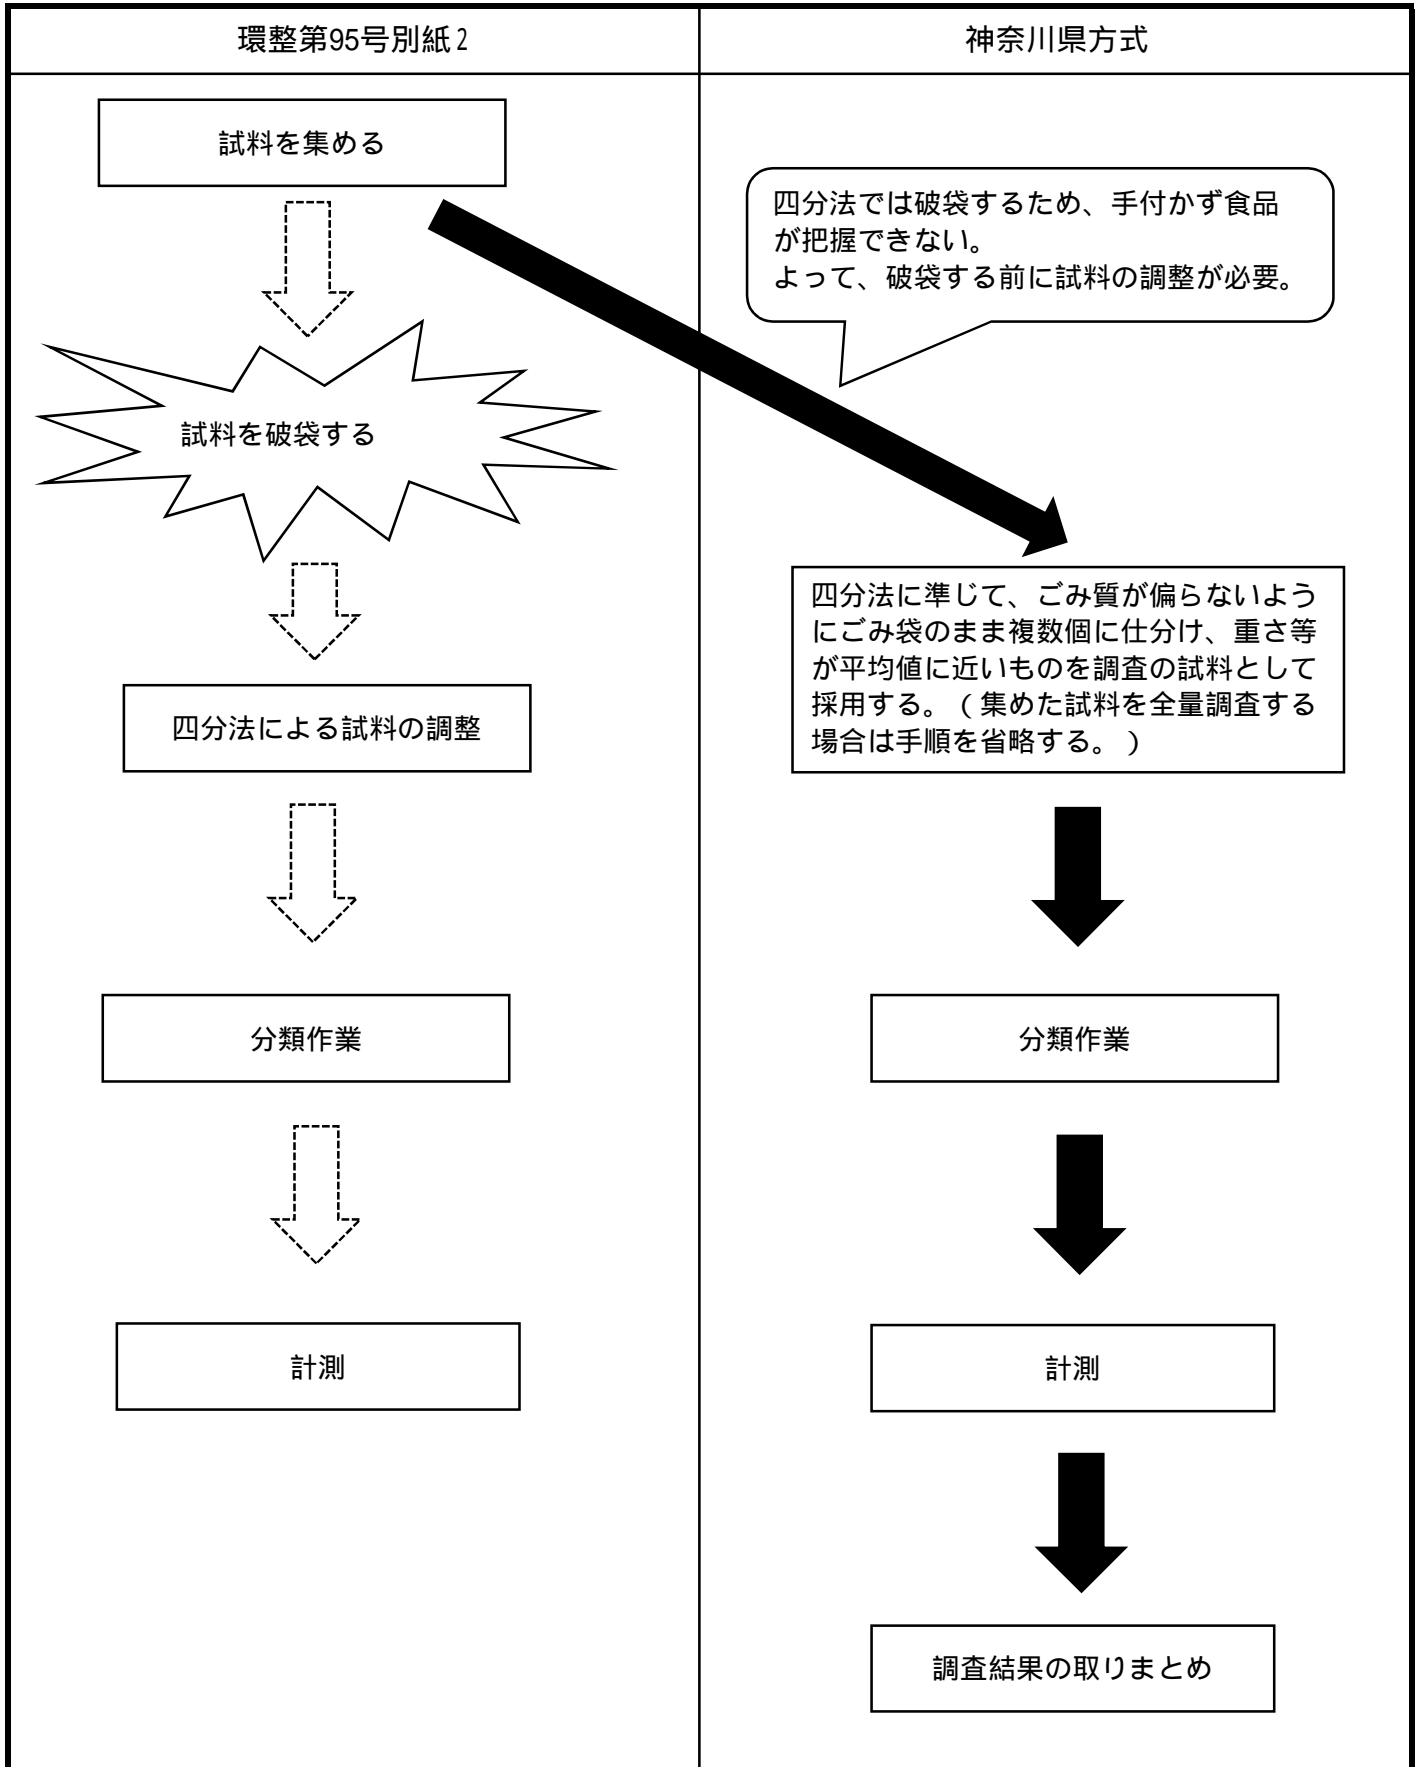 環整第95号別紙2
神奈川県方式
試料を集める
四分法では破袋するため、手付かず食品
が把握できない。
よって、破袋する前に試料の調整が必要。
試料を破袋する
四分法に準じて、ごみ質が偏らないよう
にごみ袋のまま複数個に仕分け、重さ等
が平均値に近いものを調査の試料として
採用する。(集めた試料を全量調査する
場合は手順を省略する。)
四分法による試料の調整
分類作業
分類作業
計測
計測
調査結果の取りまとめ